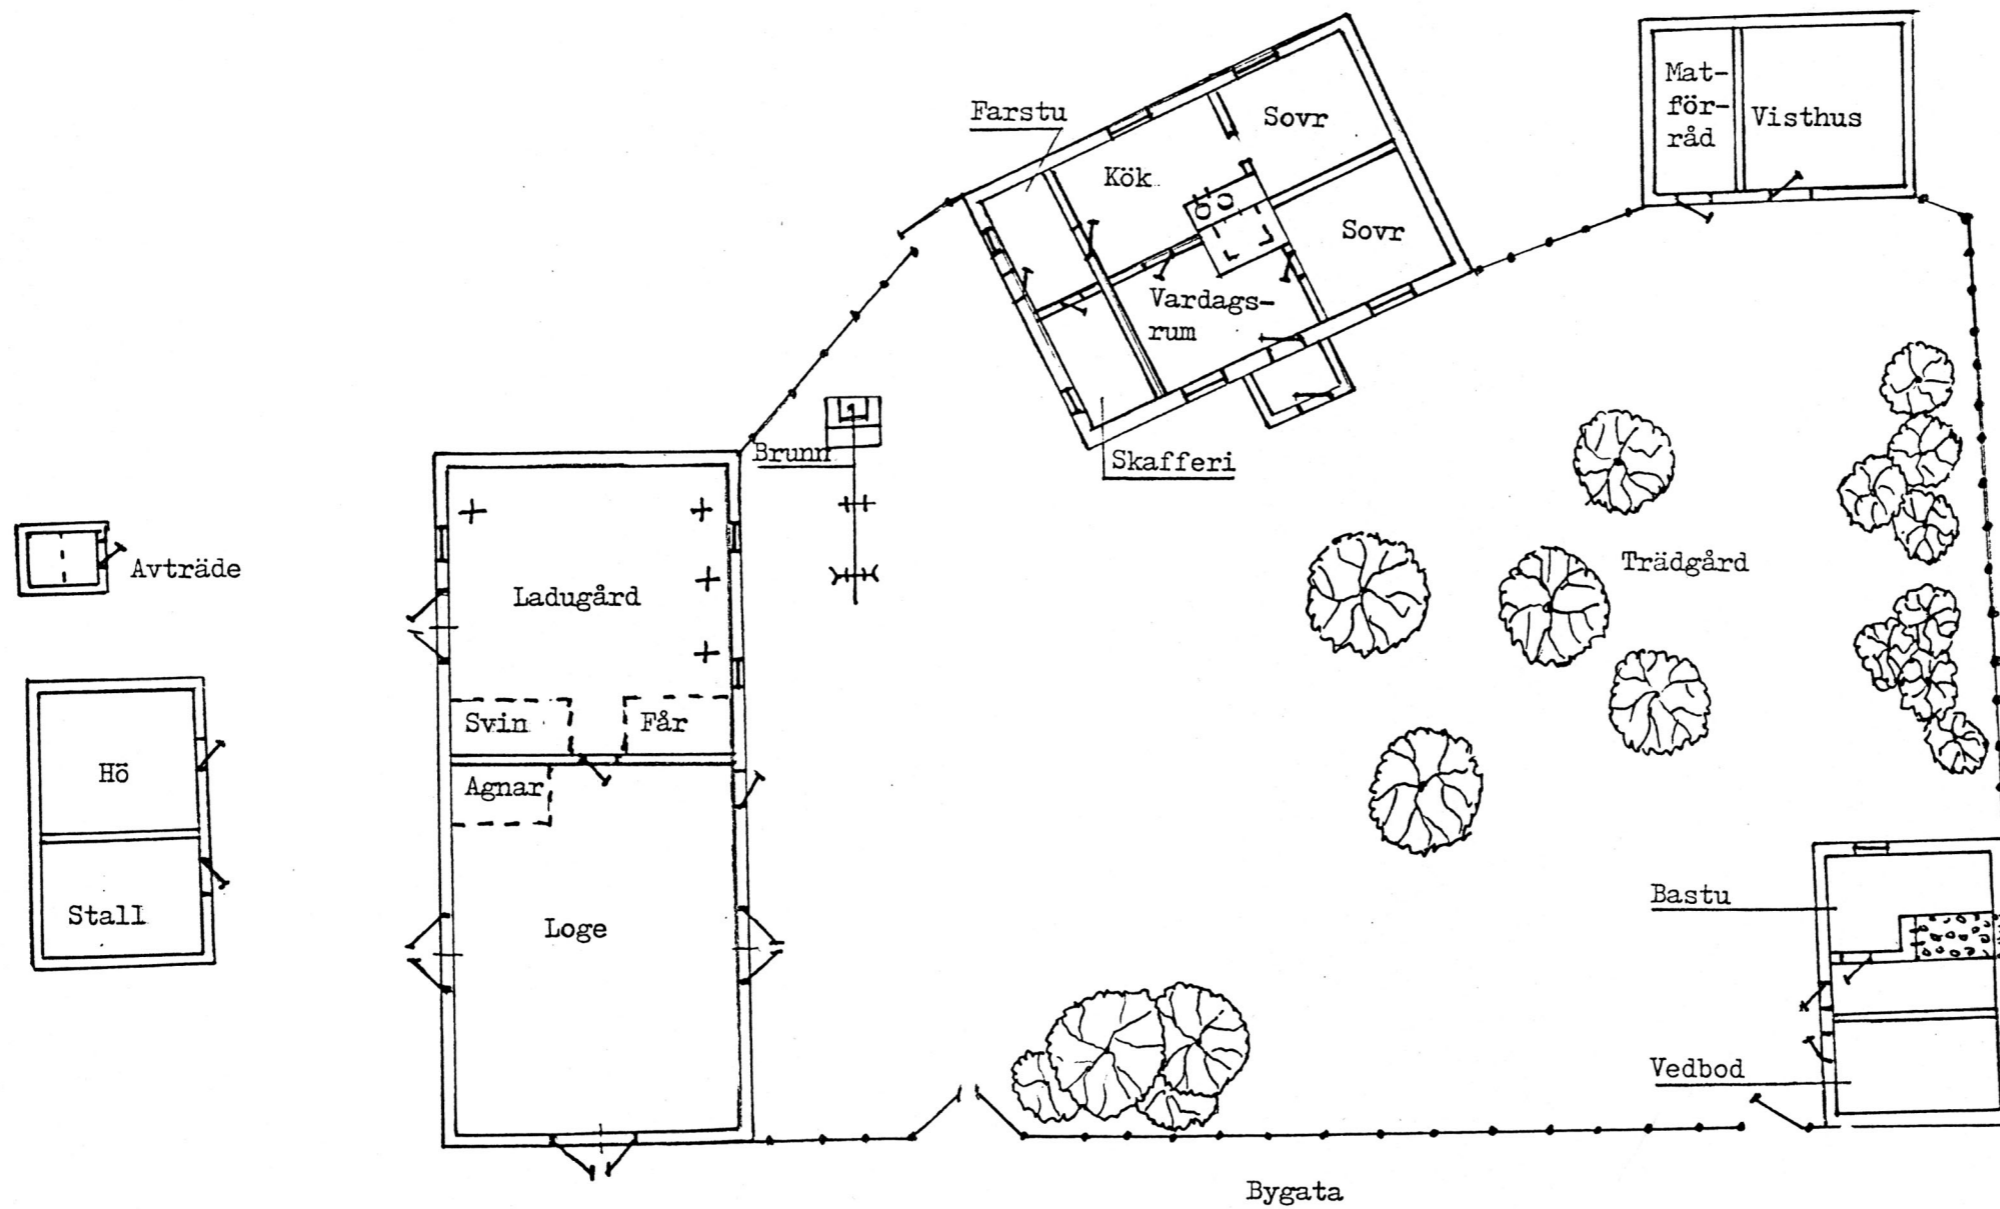 Farstu
Sovr
Kök
Sovr
Vardags-
rum
Skafferi
Mat-
för-
råd
Visthus
Brunn
Avträde
Ladugård
Svin
Får
Agnar
Loge
Hö
Stall
Trädgård
Bastu
Vedbod
Bygata